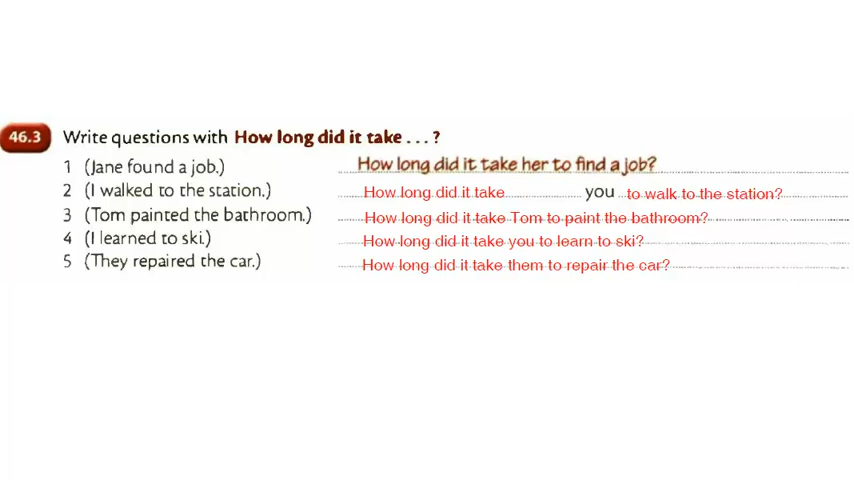 46.3 Write questions with How long did it take . . . ?
1 (Jane found a job.) How long did it take her to find a job?
2 (I walked to the station.) How long did it take you to walk to the station?
3 (Tom painted the bathroom.) How long did it take Tom to paint the bathroom?
4 (I learned to ski.) How long did it take you to learn to ski?
5 (They repaired the car.) How long did it take them to repair the car?